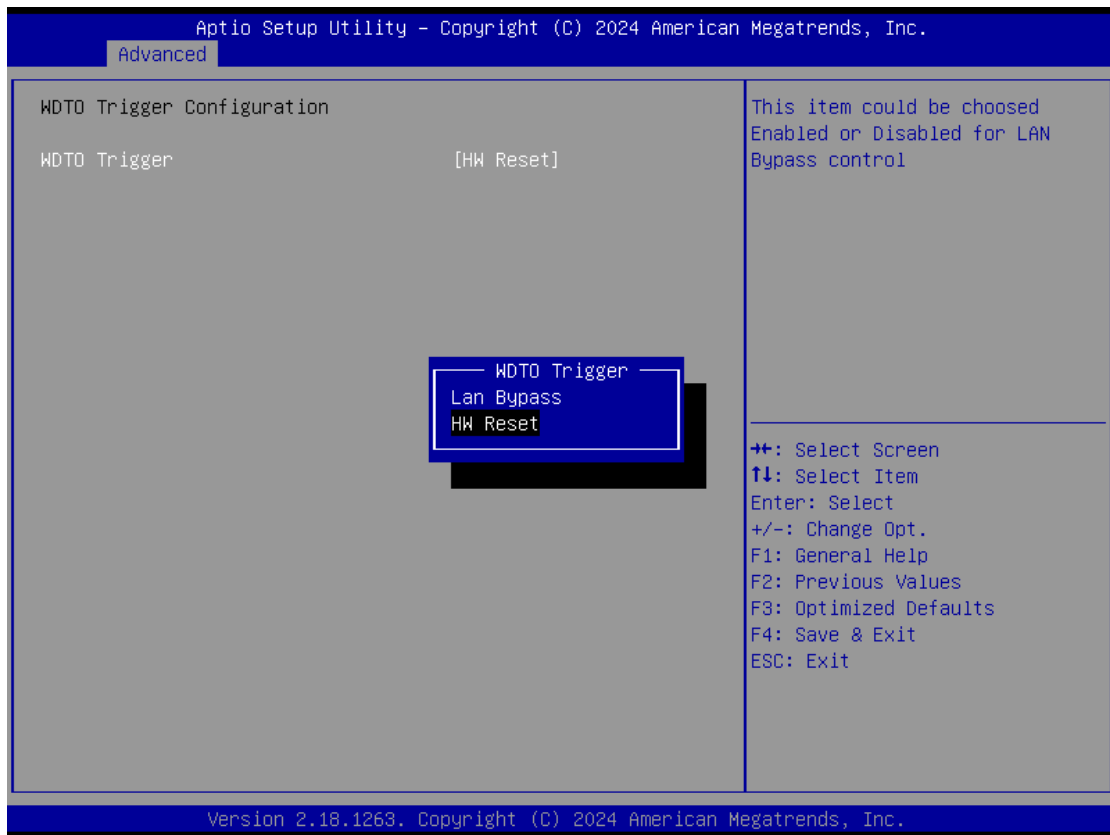 Aptio Setup Utility – Copyright (C) 2024 American Megatrends, Inc.
Advanced
WDTO Trigger Configuration
WDTO Trigger [HW Reset]
This item could be choosed
Enabled or Disabled for LAN
Bypass control
WDTO Trigger
Lan Bypass
HW Reset
→←: Select Screen
↑↓: Select Item
Enter: Select
+/-: Change Opt.
F1: General Help
F2: Previous Values
F3: Optimized Defaults
F4: Save & Exit
ESC: Exit
Version 2.18.1263. Copyright (C) 2024 American Megatrends, Inc.